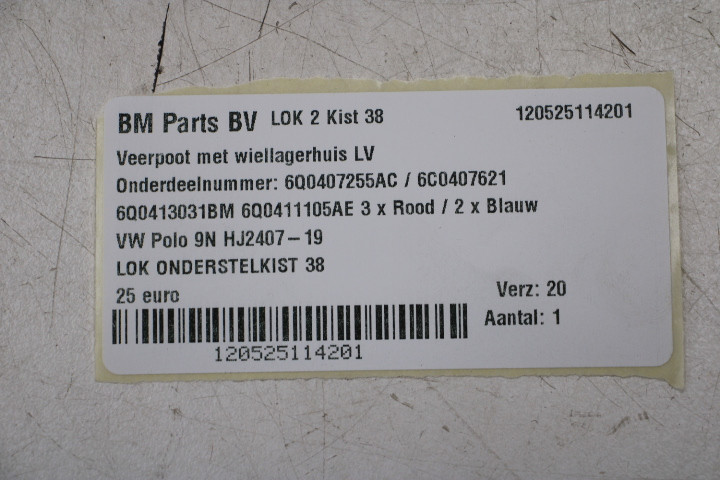 BM Parts BV LOK 2 Kist 38 120525114201
Veerpoot met wiellagerhuis LV
Onderdeelnummer: 6Q0407255AC / 6C0407621
6Q0413031BM 6Q0411105AE 3 x Rood / 2 x Blauw
VW Polo 9N HJ2407-19
LOK ONDERSTELKIST 38
25 euro Verz: 20
Aantal: 1
120525114201